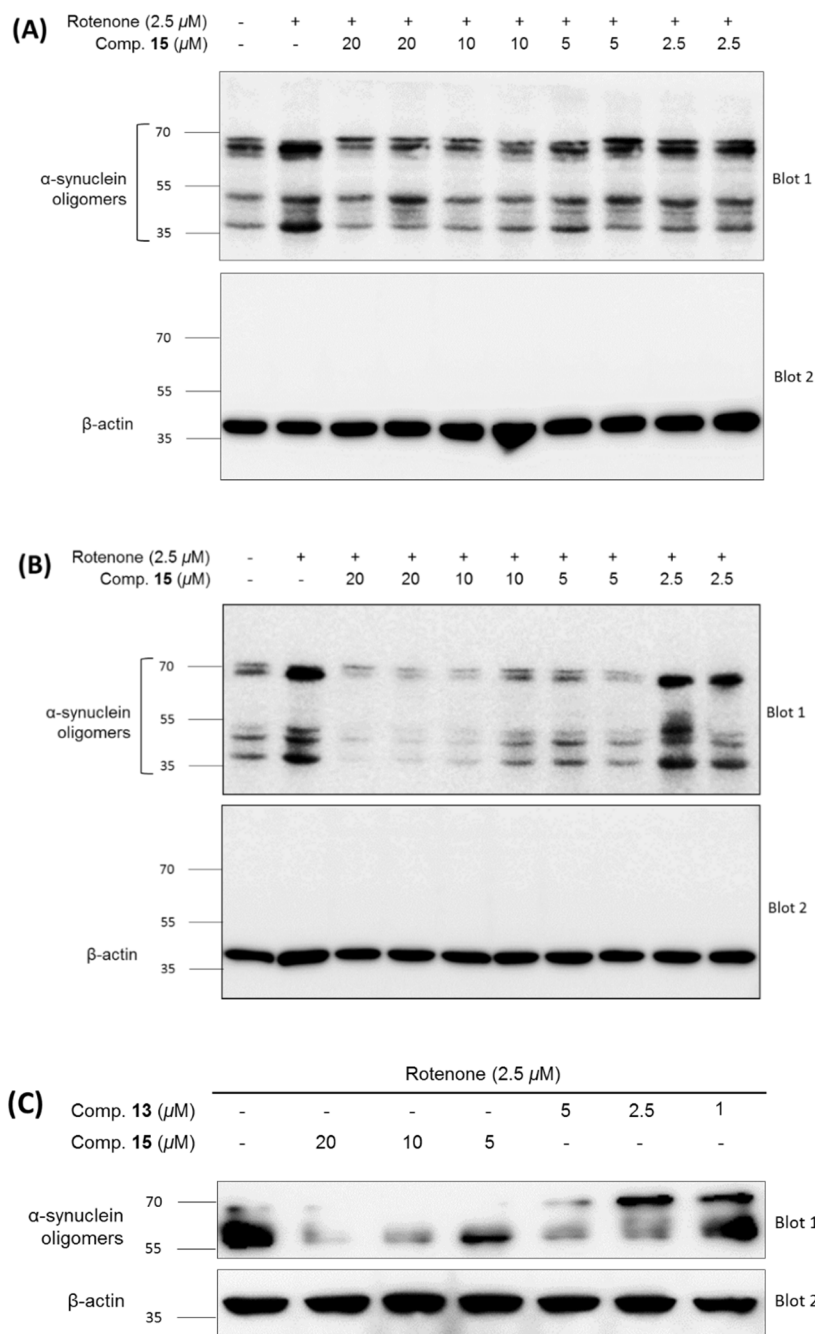 (A)
Rotenone (2.5 µM) - + + + + + + + + +
Comp. 15 (µM) - - 20 20 10 10 5 5 2.5 2.5
70
α-synuclein
oligomers
55
35
Blot 1
70
55
β-actin
35
Blot 2
(B)
Rotenone (2.5 µM) - + + + + + + + + +
Comp. 15 (µM) - - 20 20 10 10 5 5 2.5 2.5
70
α-synuclein
oligomers
55
35
Blot 1
70
55
β-actin
35
Blot 2
Rotenone (2.5 µM)
(C)
Comp. 13 (µM) - - - - 5 2.5 1
Comp. 15 (µM) - 20 10 5 - - -
70
α-synuclein
oligomers
55
Blot 1
β-actin
35
Blot 2